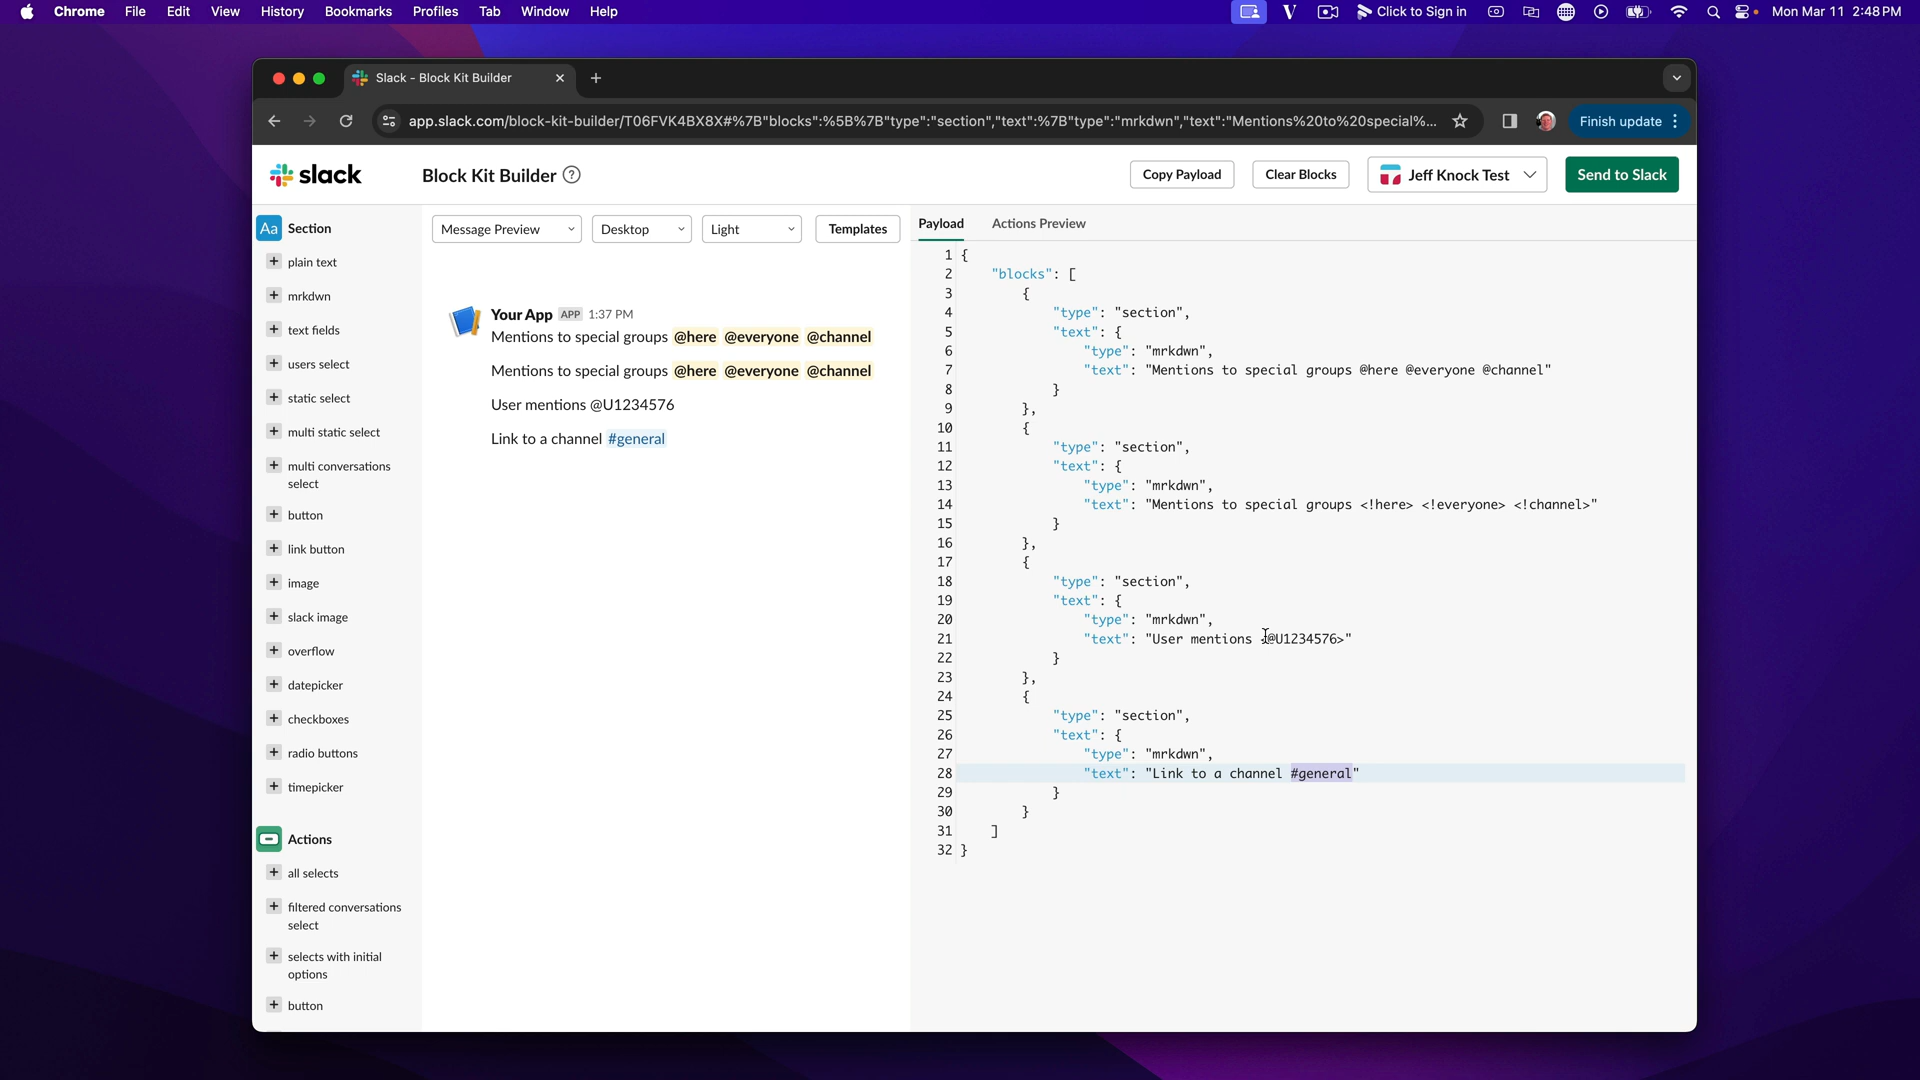 Chrome File Edit View History Bookmarks Profiles Tab Window Help
Click to Sign in
Mon Mar 11 2:48 PM
Slack - Block Kit Builder
app.slack.com/block-kit-builder/T06FVK4BX8X#%7B"blocks":%5B%7B"type":"section","text":%7B"type":"mrkdwn","text":"Mentions%20to%20special%...
Finish update
slack
Block Kit Builder ?
Copy Payload
Clear Blocks
Jeff Knock Test
Send to Slack
Aa Section
+ plain text
+ mrkdwn
+ text fields
+ users select
+ static select
+ multi static select
+ multi conversations
select
+ button
+ link button
+ image
+ slack image
+ overflow
+ datepicker
+ checkboxes
+ radio buttons
+ timepicker
Actions
+ all selects
+ filtered conversations
select
+ selects with initial
options
+ button
Message Preview
Desktop
Light
Templates
Your App APP 1:37 PM
Mentions to special groups @here @everyone @channel
Mentions to special groups @here @everyone @channel
User mentions @U1234576
Link to a channel #general
Payload
Actions Preview
1 {
2 "blocks": [
3 {
4 "type": "section",
5 "text": {
6 "type": "mrkdwn",
7 "text": "Mentions to special groups @here @everyone @channel"
8 }
9 },
10 {
11 "type": "section",
12 "text": {
13 "type": "mrkdwn",
14 "text": "Mentions to special groups <!here> <!everyone> <!channel>"
15 }
16 },
17 {
18 "type": "section",
19 "text": {
20 "type": "mrkdwn",
21 "text": "User mentions <@U1234576>"
22 }
23 },
24 {
25 "type": "section",
26 "text": {
27 "type": "mrkdwn",
28 "text": "Link to a channel #general"
29 }
30 }
31 ]
32 }